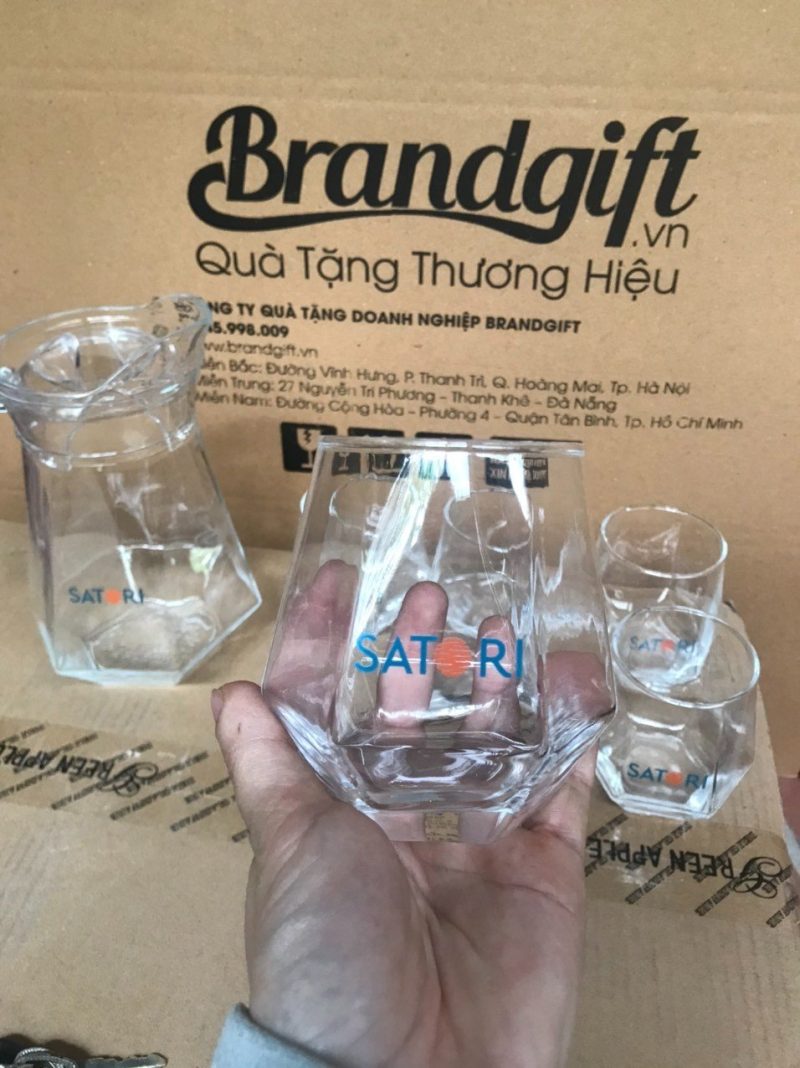 Brandgift
.vn
Quà Tặng Thương Hiệu
NG TY QUÀ TẶNG DOANH NGHIỆP BRANDGIFT
5.998.009
www.brandgift.vn
Miền Bắc: Đường Vĩnh Hưng, P. Thanh Trì, Q. Hoàng Mai, Tp. Hà Nội
Miền Trung: 27 Nguyễn Tri Phương - Thanh Khê - Đà Nẵng
Miền Nam: Đường Cộng Hòa - Phường 4 - Quận Tân Bình, Tp. Hồ Chí Minh
SATORI
SATORI
SATORI
SATORI
GREEN APPLE
GREEN APPLE